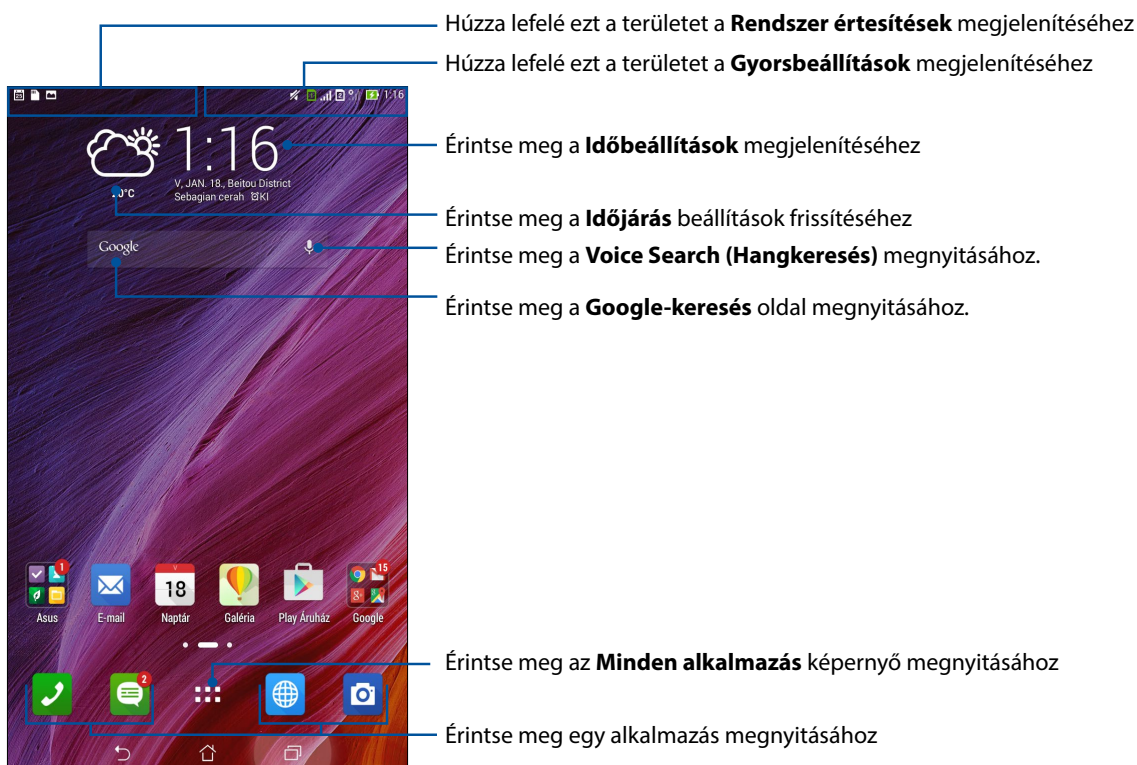 Húzza lefelé ezt a területet a Rendszer értesítések megjelenítéséhez
Húzza lefelé ezt a területet a Gyorsbeállítások megjelenítéséhez
1:16
1:16
Érintse meg a Időbeállítások megjelenítéséhez
V, JAN. 18., Beitou District
Sebagian cerah KI
Érintse meg a Időjárás beállítások frissítéséhez
Google
Érintse meg a Voice Search (Hangkeresés) megnyitásához.
Érintse meg a Google-keresés oldal megnyitásához.
1
V
18
15
Asus
E-mail
Naptár
Galéria
Play Áruház
Google
Érintse meg az Minden alkalmazás képernyő megnyitásához
2
Érintse meg egy alkalmazás megnyitásához